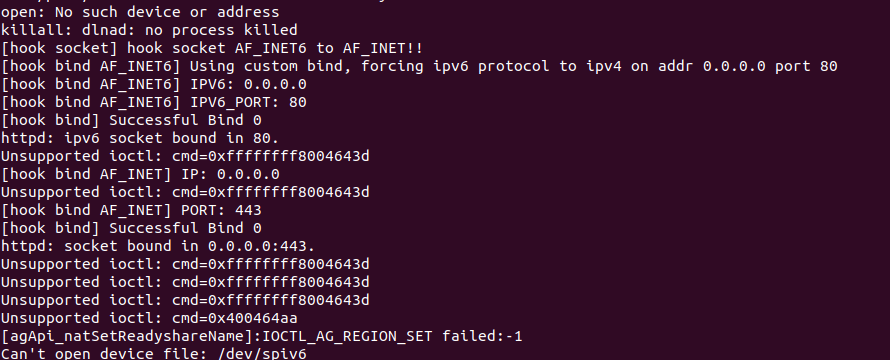 open: No such device or address
killall: dlnad: no process killed
[hook socket] hook socket AF_INET6 to AF_INET!!
[hook bind AF_INET6] Using custom bind, forcing ipv6 protocol to ipv4 on addr 0.0.0.0 port 80
[hook bind AF_INET6] IPV6: 0.0.0.0
[hook bind AF_INET6] IPV6_PORT: 80
[hook bind] Successful Bind 0
httpd: ipv6 socket bound in 80.
Unsupported ioctl: cmd=0xffffffff8004643d
[hook bind AF_INET] IP: 0.0.0.0
Unsupported ioctl: cmd=0xffffffff8004643d
[hook bind AF_INET] PORT: 443
[hook bind] Successful Bind 0
httpd: socket bound in 0.0.0.0:443.
Unsupported ioctl: cmd=0xffffffff8004643d
Unsupported ioctl: cmd=0xffffffff8004643d
Unsupported ioctl: cmd=0xffffffff8004643d
Unsupported ioctl: cmd=0x400464aa
[agApi_natSetReadyshareName]:IOCTL_AG_REGION_SET failed:-1
Can't open device file: /dev/spiv6